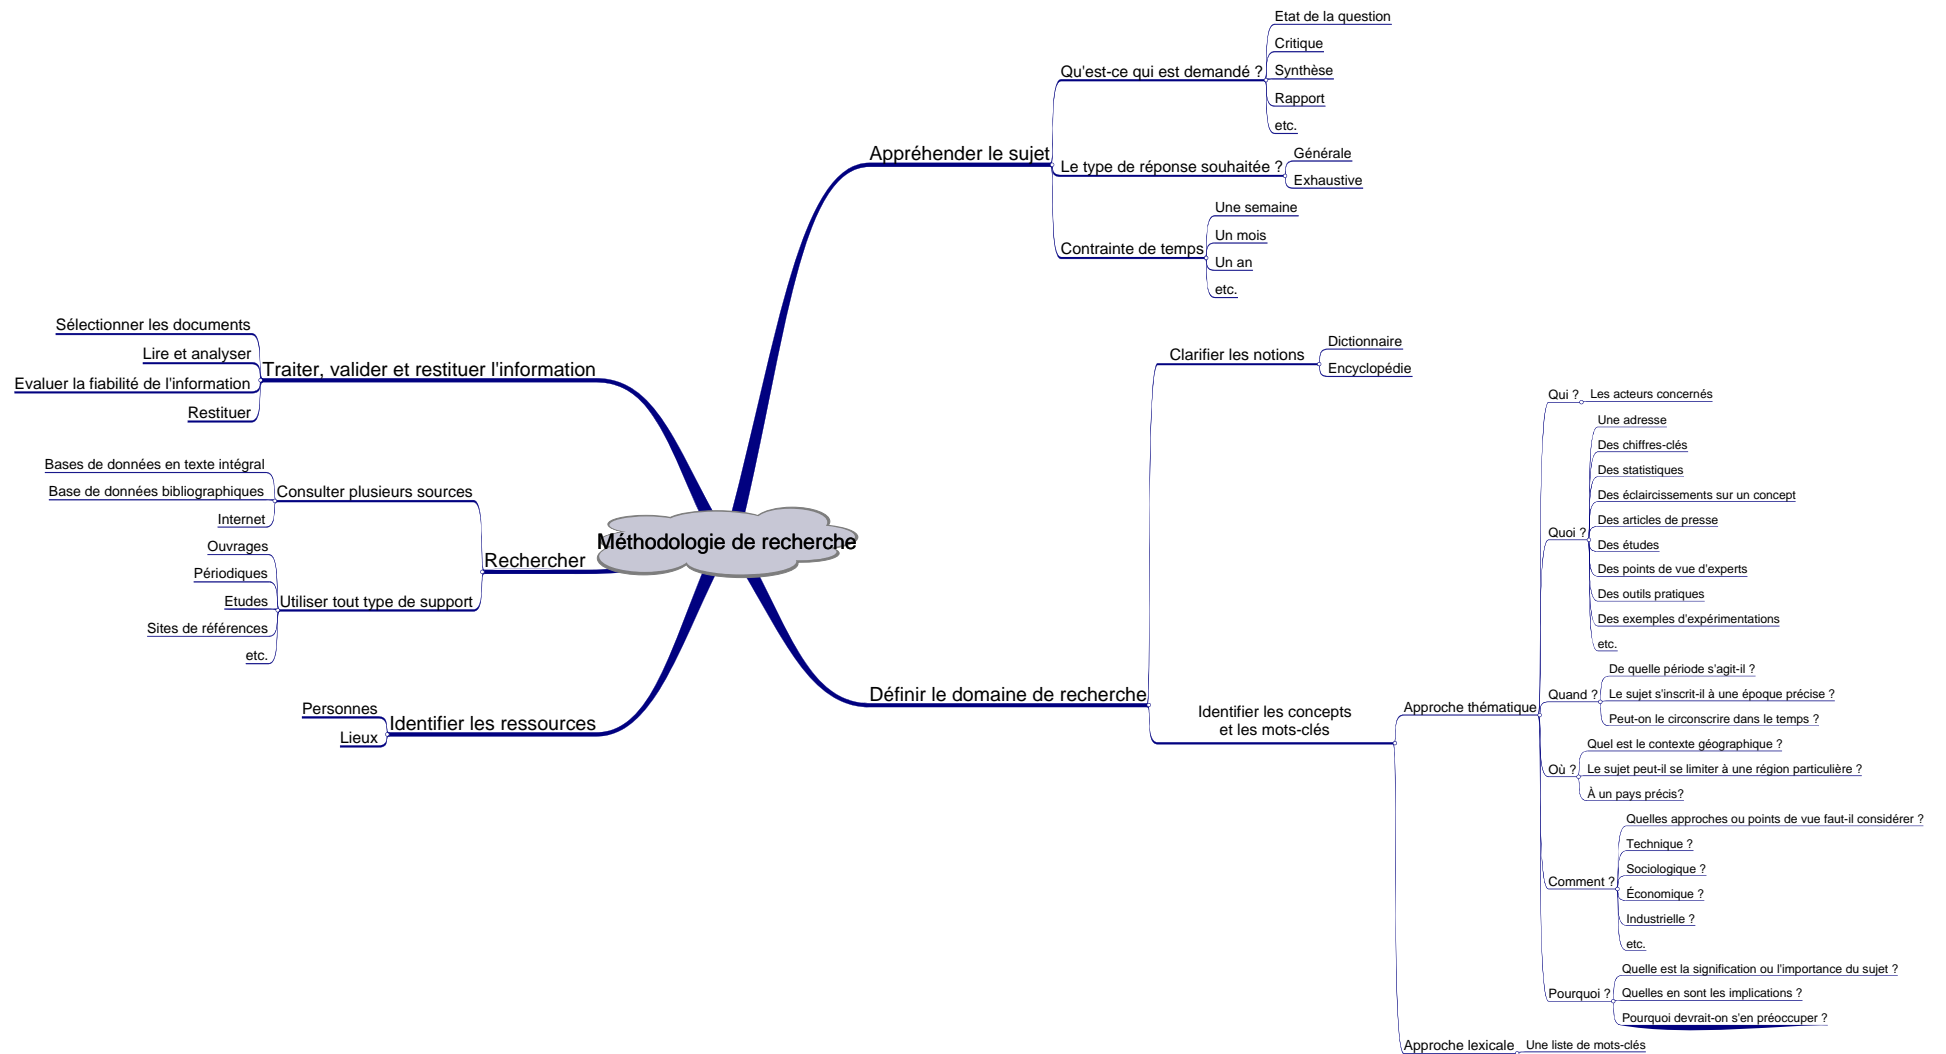 Méthodologie de recherche
Appréhender le sujet
Qu'est-ce qui est demandé ?
Etat de la question
Critique
Synthèse
Rapport
etc.
Le type de réponse souhaitée ?
Générale
Exhaustive
Contrainte de temps
Une semaine
Un mois
Un an
etc.
Définir le domaine de recherche
Clarifier les notions
Dictionnaire
Encyclopédie
Identifier les concepts
et les mots-clés
Approche thématique
Qui ?
Les acteurs concernés
Quoi ?
Une adresse
Des chiffres-clés
Des statistiques
Des éclaircissements sur un concept
Des articles de presse
Des études
Des points de vue d'experts
Des outils pratiques
Des exemples d'expérimentations
etc.
Quand ?
De quelle période s'agit-il ?
Le sujet s'inscrit-il à une époque précise ?
Peut-on le circonscrire dans le temps ?
Où ?
Quel est le contexte géographique ?
Le sujet peut-il se limiter à une région particulière ?
À un pays précis?
Comment ?
Quelles approches ou points de vue faut-il considérer ?
Technique ?
Sociologique ?
Économique ?
Industrielle ?
etc.
Pourquoi ?
Quelle est la signification ou l'importance du sujet ?
Quelles en sont les implications ?
Pourquoi devrait-on s'en préoccuper ?
Approche lexicale
Une liste de mots-clés
Identifier les ressources
Personnes
Lieux
Rechercher
Consulter plusieurs sources
Bases de données en texte intégral
Base de données bibliographiques
Internet
Utiliser tout type de support
Ouvrages
Périodiques
Etudes
Sites de références
etc.
Traiter, valider et restituer l'information
Sélectionner les documents
Lire et analyser
Evaluer la fiabilité de l'information
Restituer